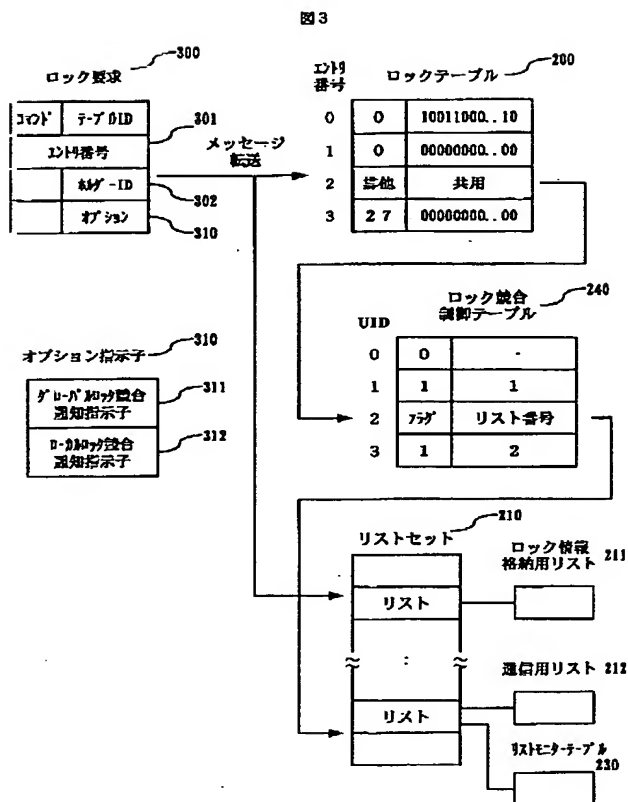 図3
ロック要求
300
コマンド テーブルID
エントリ番号
ホルダーID
オプション
301
302
310
メッセージ
転送
エントリ
番号
ロックテーブル
200
0 0 10011000..10
1 0 00000000..00
2 排他 共用
3 27 00000000..00
ロック競合
制御テーブル
240
UID
0 0 -
1 1 1
2 フラグ リスト番号
3 1 2
オプション指示子
310
グローバルロック競合
通知指示子
311
ローカルロック競合
通知指示子
312
リストセット
210
リスト
:
リスト
ロック情報
格納用リスト 211
通信用リスト 212
リストモニターテーブル
230